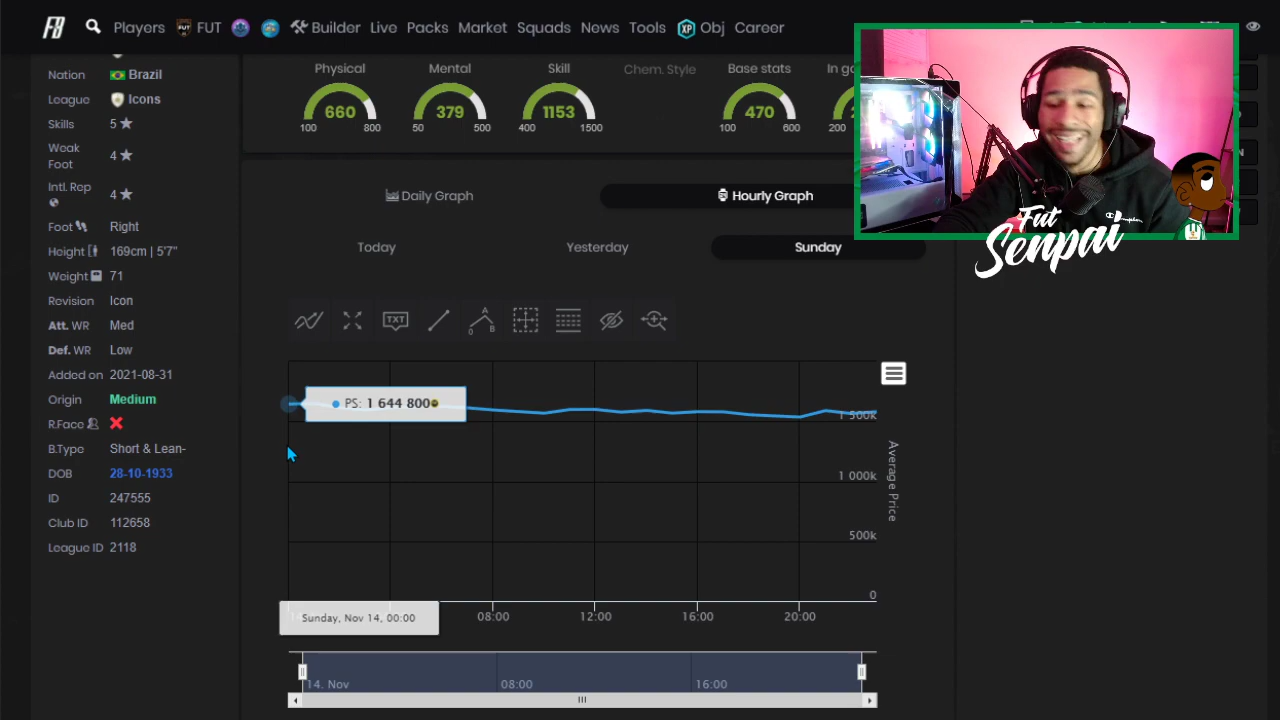 FB Players FUT Builder Live Packs Market Squads News Tools XP Obj Career
Nation Brazil
League Icons
Skills 5
Weak Foot 4
Intl. Rep 4
Foot Right
Height 169cm | 5'7"
Weight 71
Revision Icon
Att. WR Med
Def. WR Low
Added on 2021-08-31
Origin Medium
R.Face
B.Type Short & Lean-
DOB 28-10-1933
ID 247555
Club ID 112658
League ID 2118
Physical Mental Skill Chem. Style Base stats
660 379 1153 470
100 800 50 500 400 1500 100 600 200
Daily Graph Hourly Graph
Today Yesterday Sunday
TXT A 0 B
PS: 1 644 800
1 500k
1 000k
500k
0
Average Price
Sunday, Nov 14, 00:00
08:00 12:00 16:00 20:00
14. Nov 08:00 16:00
Fut
Senpai
Champion